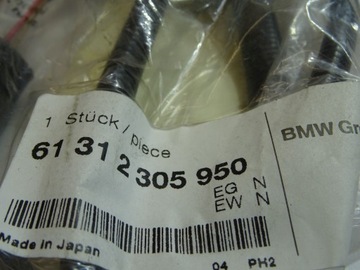 1 Stück/piece
BMW Gr
61 31 2 305 950
EG N
EW N
Made in Japan
04 PH2